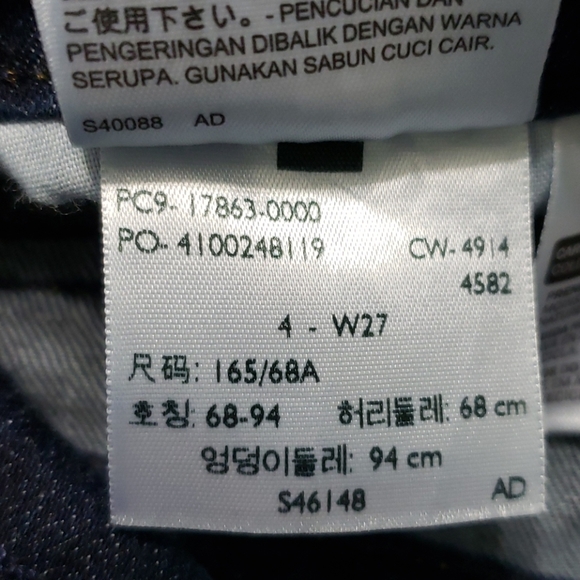 ご使用下さい。-PENCUCIAN DAN
PENGERINGAN DIBALIK DENGAN WARNA
SERUPA. GUNAKAN SABUN CUCI CAIR.
S40088 AD
PC9-17863-0000
PO-4100248119 CW-4914
4582
4 - W27
尺码: 165/68A
호칭: 68-94 허리둘레: 68 cm
엉덩이둘레: 94 cm
S46148 AD